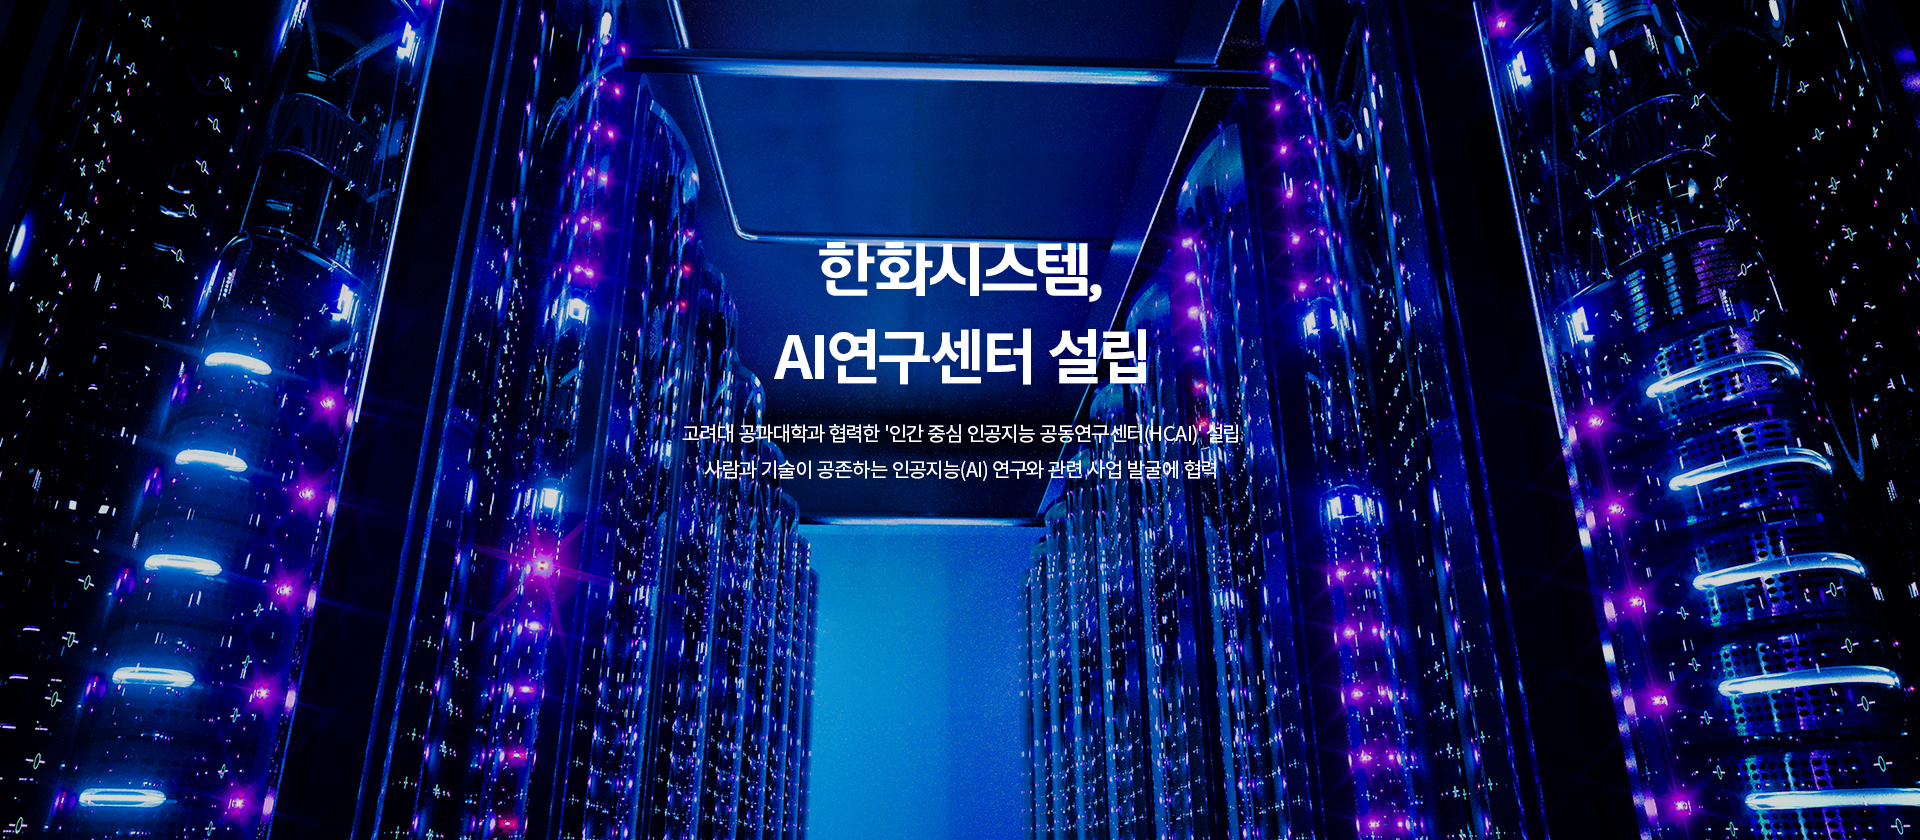 한화시스템,
AI연구센터 설립
고려대 공과대학과 협력한 '인간 중심 인공지능 공동연구센터(HCAI)' 설립
사람과 기술이 공존하는 인공지능(AI) 연구와 관련 사업 발굴에 협력